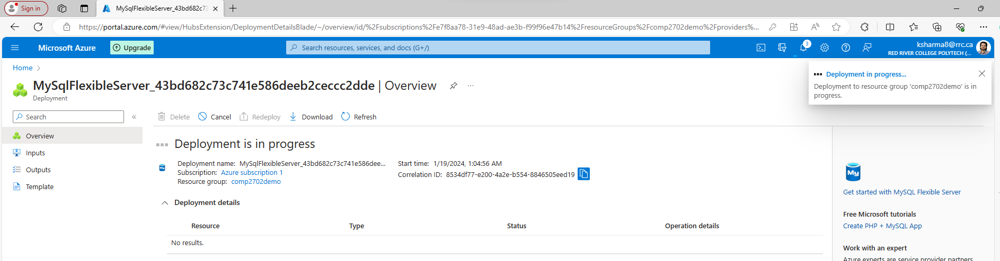 Sign in
MySqlFlexibleServer_43bd682c73
https://portal.azure.com/#view/HubsExtension/DeploymentDetailsBlade/~/overview/id/%2Fsubscriptions%2Fe7f8aa78-31e9-48ad-ae3b-f99f96e47b14%2FresourceGroups%2Fcomp2702demo%2Fproviders%...
Microsoft Azure
Upgrade
Search resources, services, and docs (G+/)
3
ksharma8@rrc.ca
RED RIVER COLLEGE POLYTECH (...
Home
Deployment in progress...
Deployment to resource group 'comp2702demo' is in
progress.
MySqlFlexibleServer_43bd682c73c741e586deeb2ceccc2dde | Overview
Deployment
Search
Delete
Cancel
Redeploy
Download
Refresh
Overview
Inputs
Outputs
Template
Deployment is in progress
Deployment name: MySqlFlexibleServer_43bd682c73c741e586dee...
Subscription: Azure subscription 1
Resource group: comp2702demo
Start time: 1/19/2024, 1:04:56 AM
Correlation ID: 8534df77-e200-4a2e-b554-8846505eed19
Deployment details
Resource Type Status Operation details
No results.
My
Get started with MySQL Flexible Server
Free Microsoft tutorials
Create PHP + MySQL App
Work with an expert
Azure experts are service provider partners